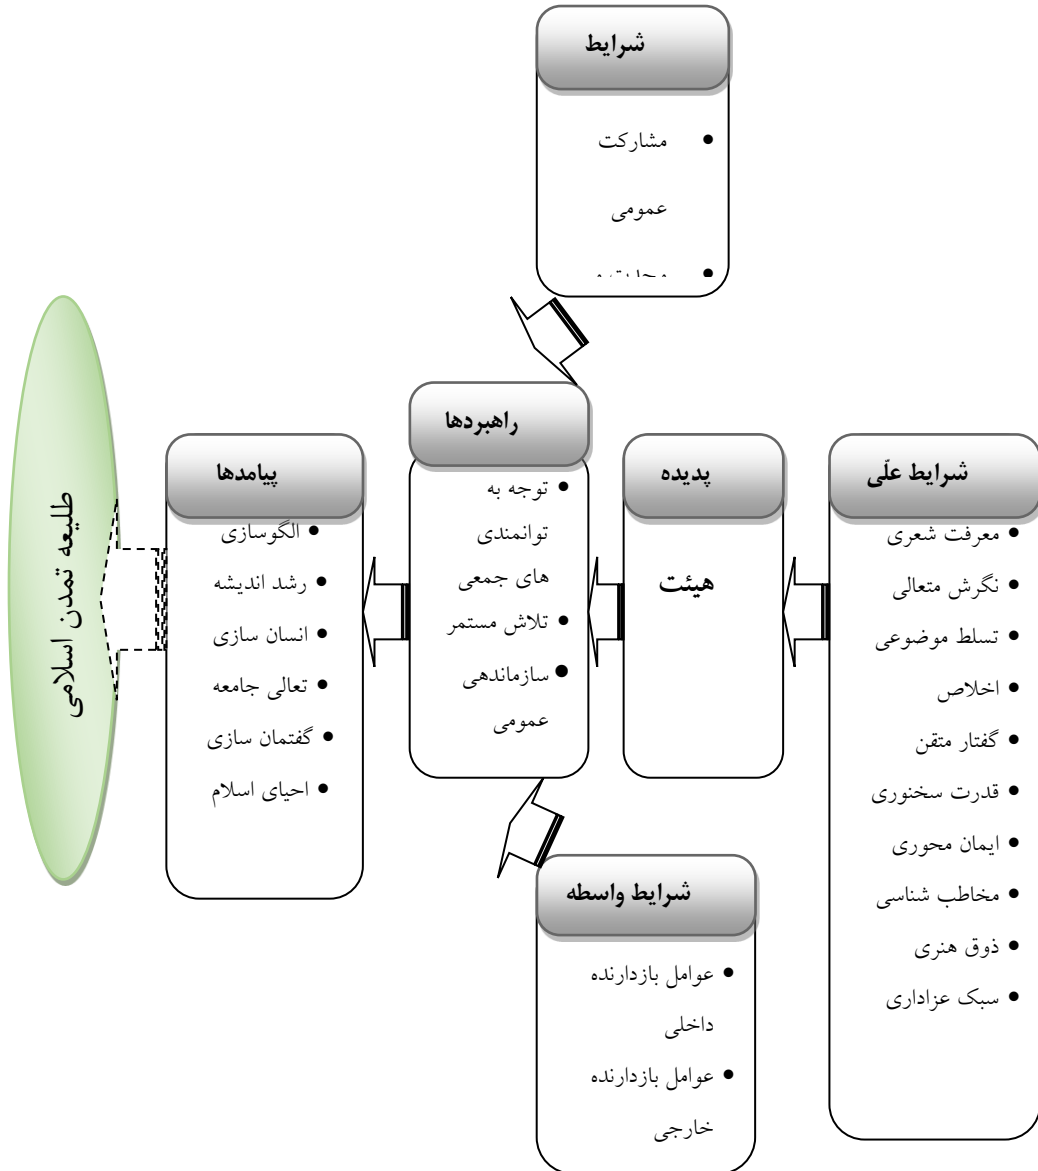 شرایط
• مشارکت
عمومی
•
شرایط علّی
• معرفت شعری
• نگرش متعالی
• تسلط موضوعی
• اخلاص
• گفتار متقن
• قدرت سخنوری
• ایمان محوری
• مخاطب شناسی
• ذوق هنری
• سبک عزاداری
پدیده
هیئت
راهبردها
• توجه به
توانمندی
های جمعی
• تلاش مستمر
• سازماندهی
عمومی
پیامدها
• الگوسازی
• رشد اندیشه
• انسان سازی
• تعالی جامعه
• گفتمان سازی
• احیای اسلام
طلیعه تمدن اسلامی
شرایط واسطه
• عوامل بازدارنده
داخلی
• عوامل بازدارنده
خارجی